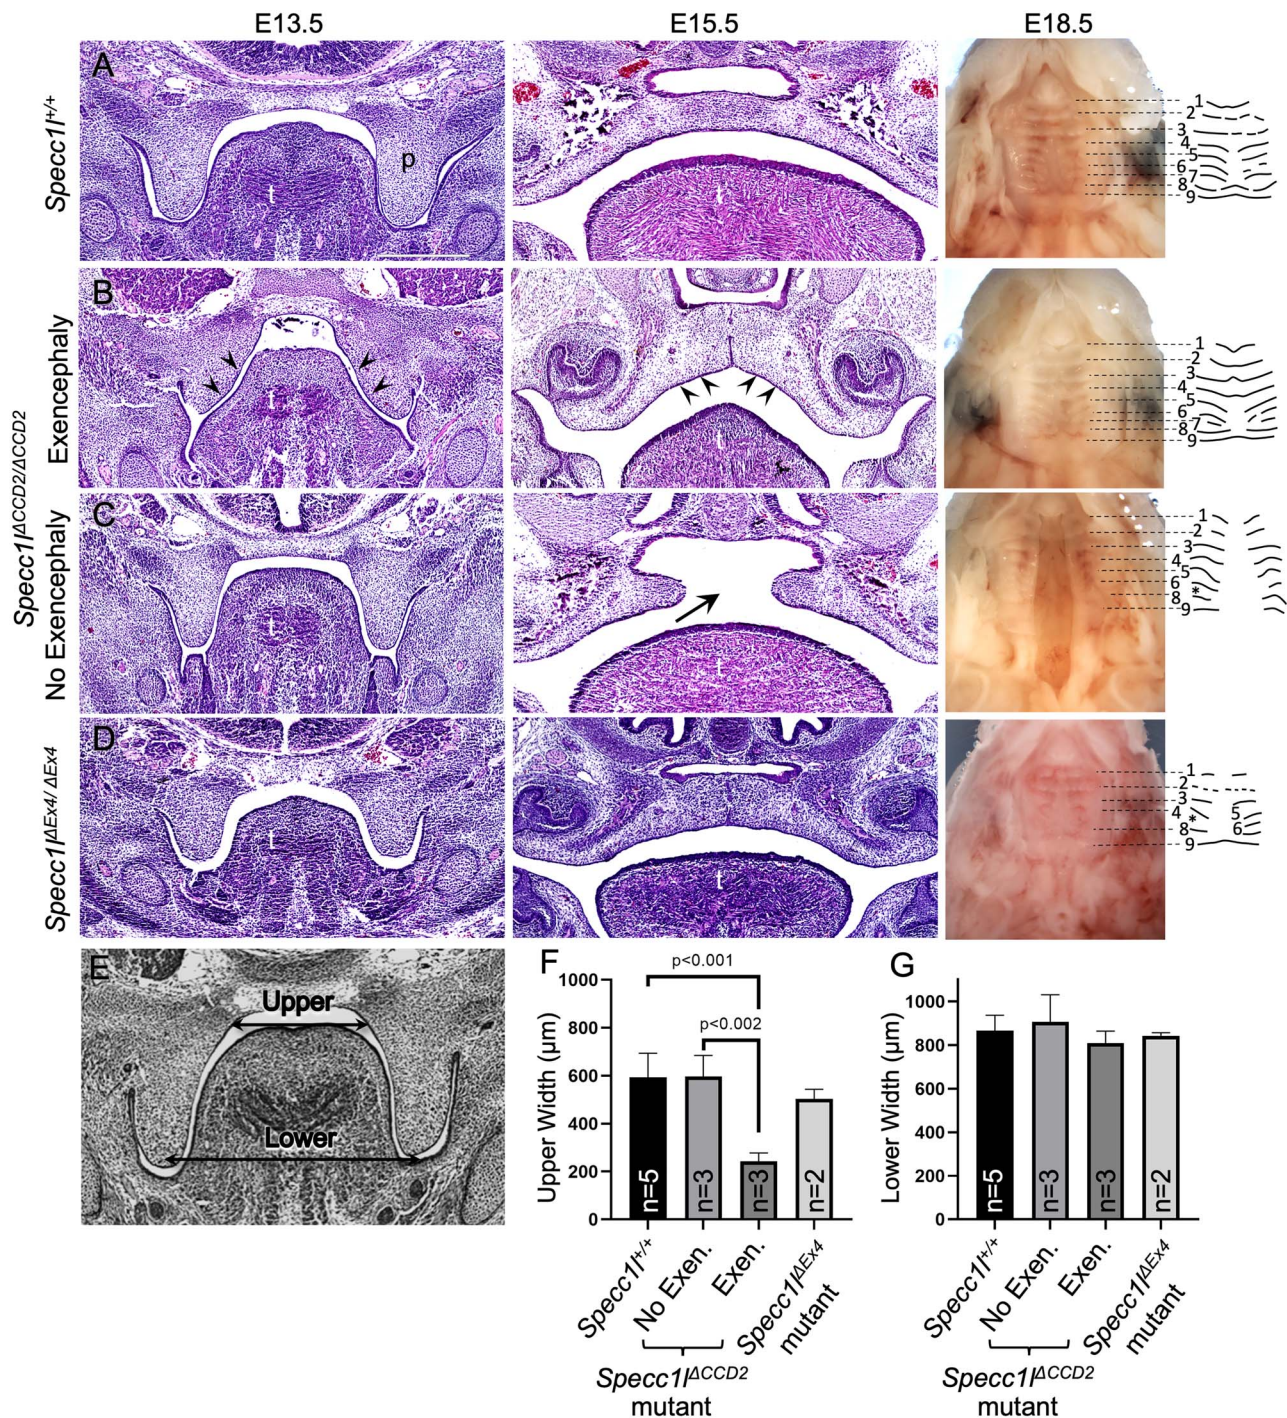 E13.5 E15.5 E18.5
Specc1l+/+
A
p
t
t
1
2
3
4
5
6
7
8
9
Specc1lΔCCD2/ΔCCD2
Exencephaly
B
t
t
1
2
3
4
5
6
7
8
9
No Exencephaly
C
t
t
1
2
3
4
5
6
*
8
9
Specc1lΔEx4/ ΔEx4
D
t
t
1
2
3
4
5
*
6
8
9
E
Upper
Lower
F
Upper Width (µm)
1000
800
600
400
200
0
p<0.001
p<0.002
n=5
n=3
n=3
n=2
Specc1l+/+
No Exen.
Exen.
Specc1lΔEx4
mutant
Specc1lΔCCD2
mutant
G
Lower Width (µm)
1000
800
600
400
200
0
n=5
n=3
n=3
n=2
Specc1l+/+
No Exen.
Exen.
Specc1lΔEx4
mutant
Specc1lΔCCD2
mutant